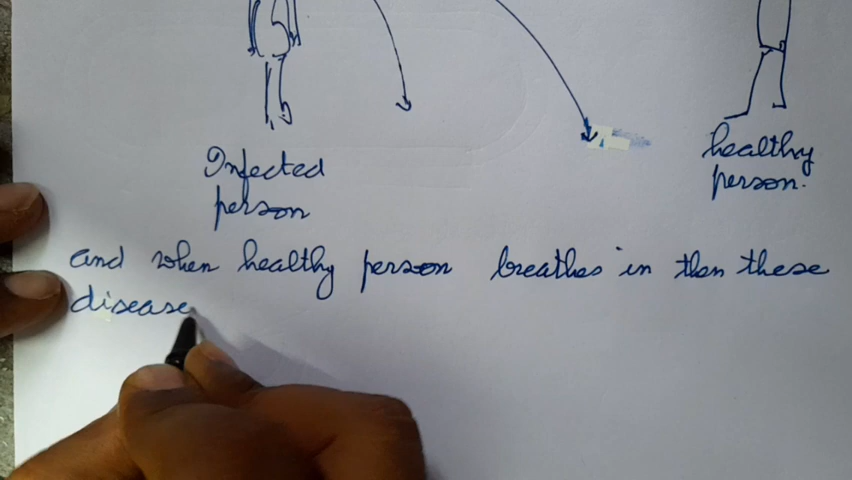 Infected
person
healthy
person.
and when healthy person breathes in then these
disease